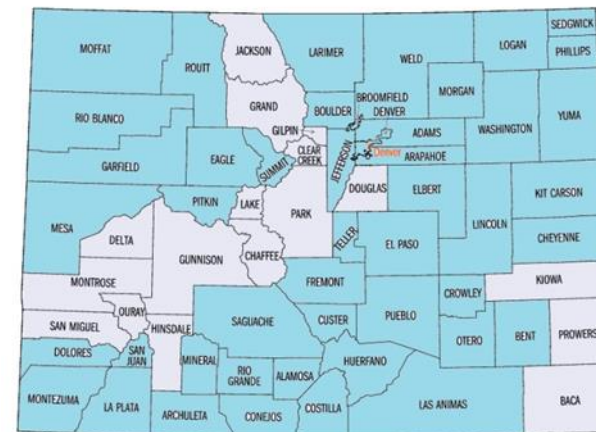 SEDGWICK
LOGAN
MOFFAT
JACKSON
LARIMER
PHILLIPS
ROUTT
WELD
MORGAN
GRAND
BOULDER
BROOMFIELD
DENVER
YUMA
RIO BLANCO
GILPIN
ADAMS
WASHINGTON
CLEAR
CREEK
Denver
ARAPAHOE
GARFIELD
EAGLE
SUMMIT
JEFFERSON
DOUGLAS
ELBERT
KIT CARSON
PITKIN
LAKE
PARK
LINCOLN
MESA
DELTA
TELLER
EL PASO
CHEYENNE
GUNNISON
CHAFFEE
MONTROSE
FREMONT
KIOWA
CROWLEY
OURAY
PUEBLO
SAN MIGUEL
HINSDALE
SAGUACHE
CUSTER
OTERO
BENT
PROWERS
DOLORES
SAN
JUAN
MINERAL
HUERFANO
RIO
GRANDE
ALAMOSA
MONTEZUMA
LA PLATA
ARCHULETA
CONEJOS
COSTILLA
LAS ANIMAS
BACA